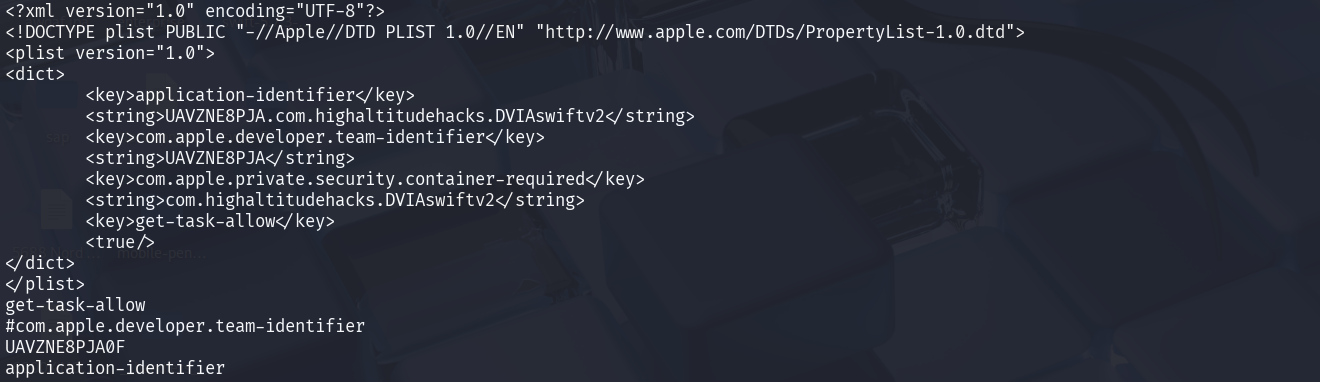 <?xml version="1.0" encoding="UTF-8"?>
<!DOCTYPE plist PUBLIC "-//Apple//DTD PLIST 1.0//EN" "http://www.apple.com/DTDs/PropertyList-1.0.dtd">
<plist version="1.0">
<dict>
        <key>application-identifier</key>
        <string>UAVZNE8PJA.com.highaltitudehacks.DVIAswiftv2</string>
        <key>com.apple.developer.team-identifier</key>
        <string>UAVZNE8PJA</string>
        <key>com.apple.private.security.container-required</key>
        <string>com.highaltitudehacks.DVIAswiftv2</string>
        <key>get-task-allow</key>
        <true/>
</dict>
</plist>
get-task-allow
#com.apple.developer.team-identifier
UAVZNE8PJA0F
application-identifier